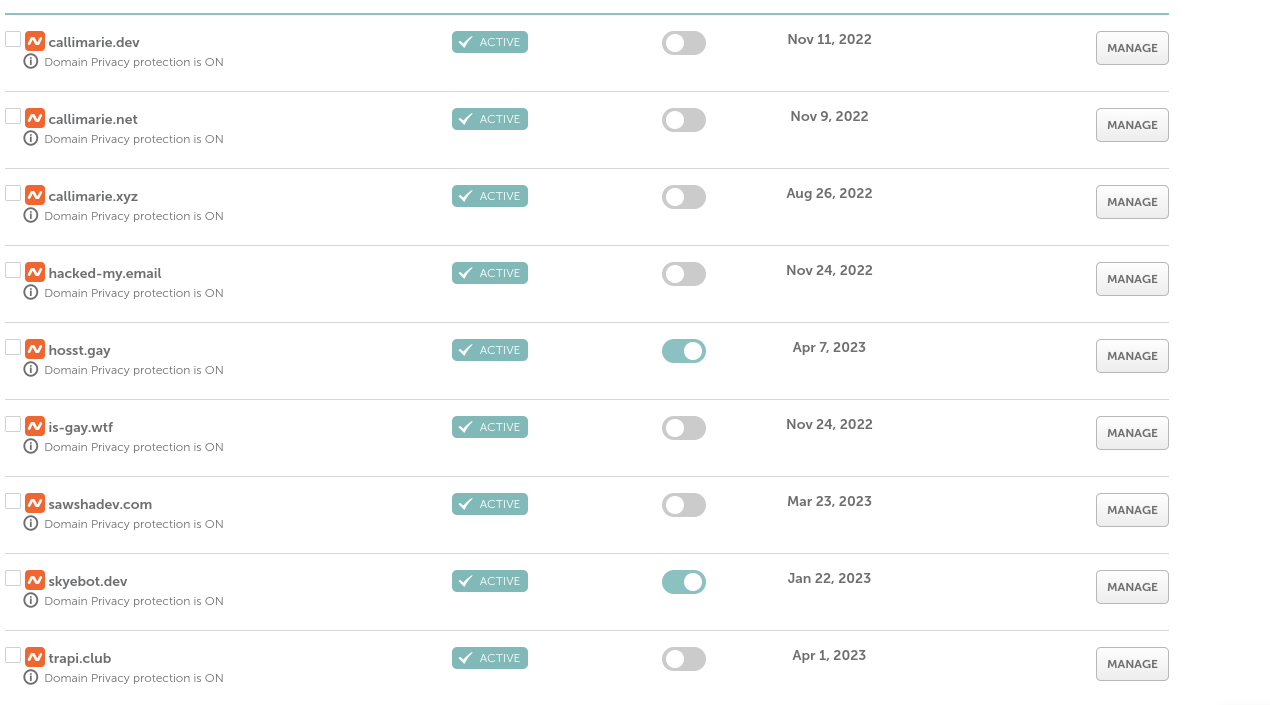 callimarie.dev ACTIVE Nov 11, 2022 MANAGE
Domain Privacy protection is ON
callimarie.net ACTIVE Nov 9, 2022 MANAGE
Domain Privacy protection is ON
callimarie.xyz ACTIVE Aug 26, 2022 MANAGE
Domain Privacy protection is ON
hacked-my.email ACTIVE Nov 24, 2022 MANAGE
Domain Privacy protection is ON
hosst.gay ACTIVE Apr 7, 2023 MANAGE
Domain Privacy protection is ON
is-gay.wtf ACTIVE Nov 24, 2022 MANAGE
Domain Privacy protection is ON
sawshadev.com ACTIVE Mar 23, 2023 MANAGE
Domain Privacy protection is ON
skyebot.dev ACTIVE Jan 22, 2023 MANAGE
Domain Privacy protection is ON
trapi.club ACTIVE Apr 1, 2023 MANAGE
Domain Privacy protection is ON